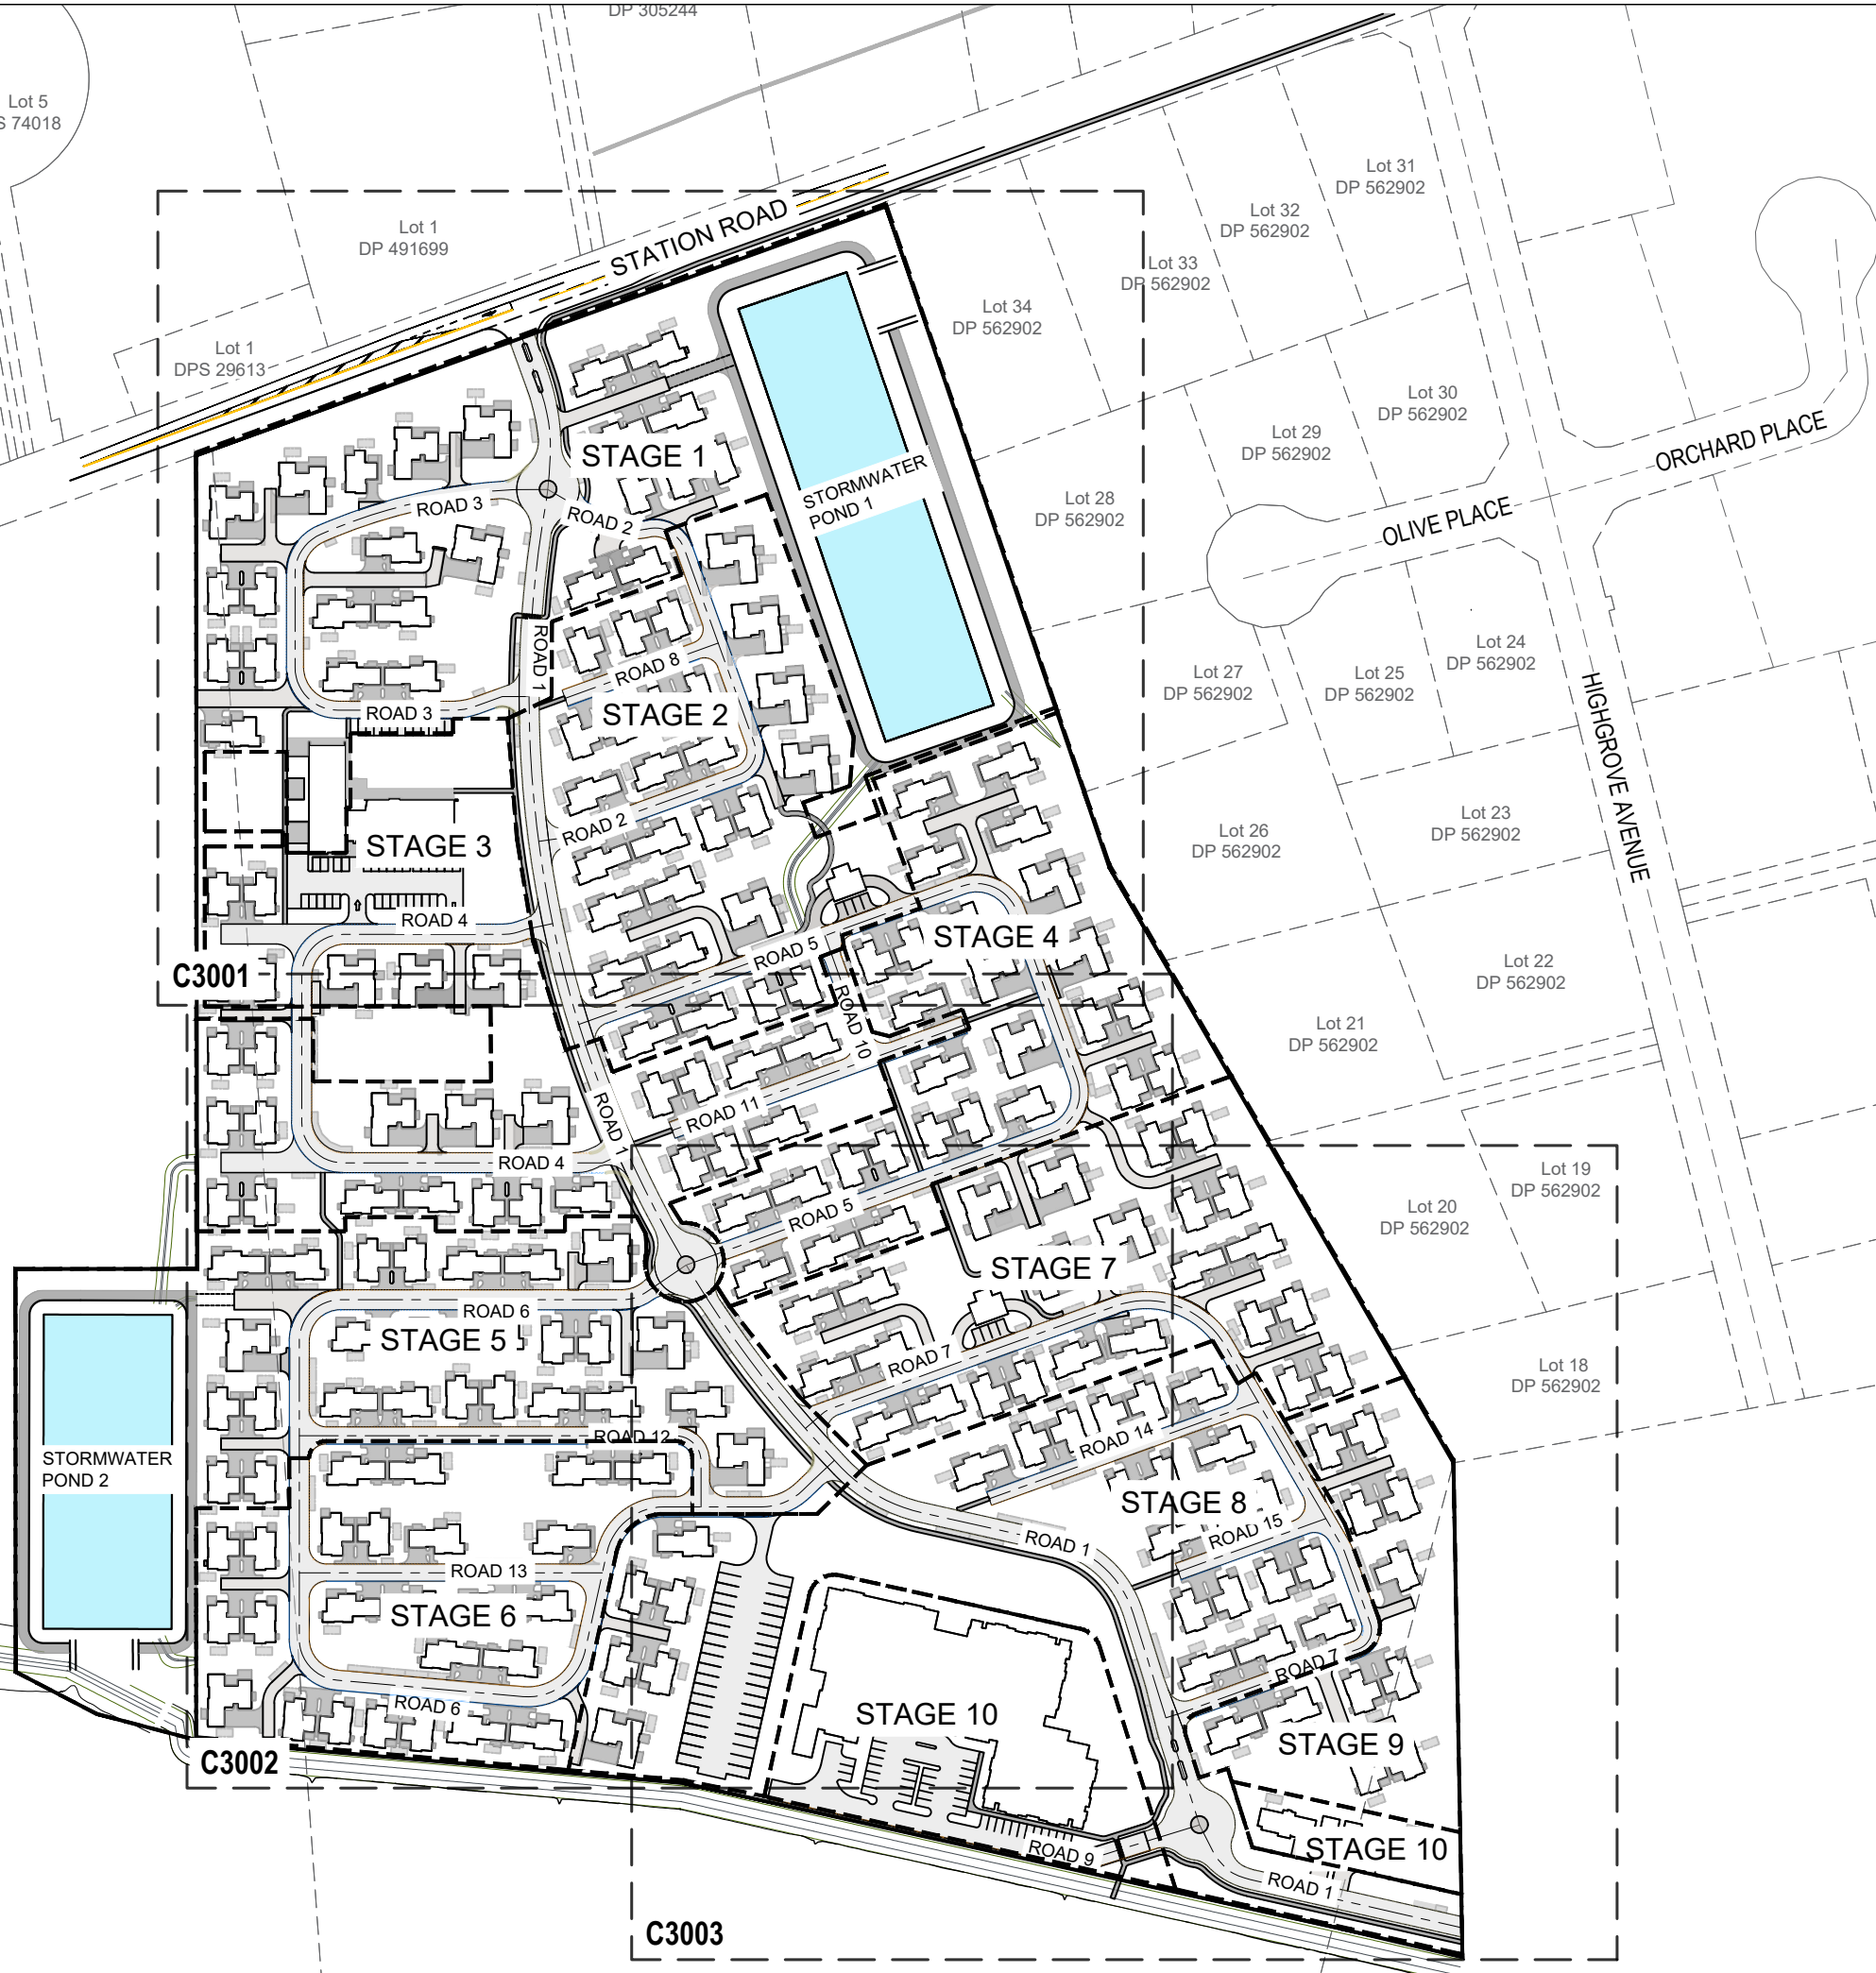 DP 305244
Lot 5
S 74018
Lot 1
DP 491699
STATION ROAD
Lot 31
DP 562902
Lot 32
DP 562902
Lot 33
DP 562902
Lot 34
DP 562902
Lot 1
DPS 29613
Lot 30
DP 562902
Lot 29
DP 562902
ORCHARD PLACE
STAGE 1
STORMWATER
POND 1
ROAD 3
ROAD 2
Lot 28
DP 562902
OLIVE PLACE
ROAD 1
ROAD 8
Lot 24
DP 562902
Lot 25
DP 562902
Lot 27
DP 562902
HIGHGROVE AVENUE
ROAD 3
STAGE 2
ROAD 2
STAGE 3
Lot 23
DP 562902
Lot 26
DP 562902
ROAD 4
ROAD 5
STAGE 4
C3001
Lot 22
DP 562902
ROAD 10
Lot 21
DP 562902
ROAD 1
ROAD 11
ROAD 4
Lot 19
DP 562902
Lot 20
DP 562902
ROAD 5
STAGE 7
ROAD 6
STAGE 5
ROAD 7
Lot 18
DP 562902
ROAD 12
ROAD 14
STORMWATER
POND 2
STAGE 8
ROAD 15
ROAD 1
ROAD 13
STAGE 6
ROAD 7
ROAD 6
STAGE 10
STAGE 9
C3002
ROAD 9
STAGE 10
ROAD 1
C3003